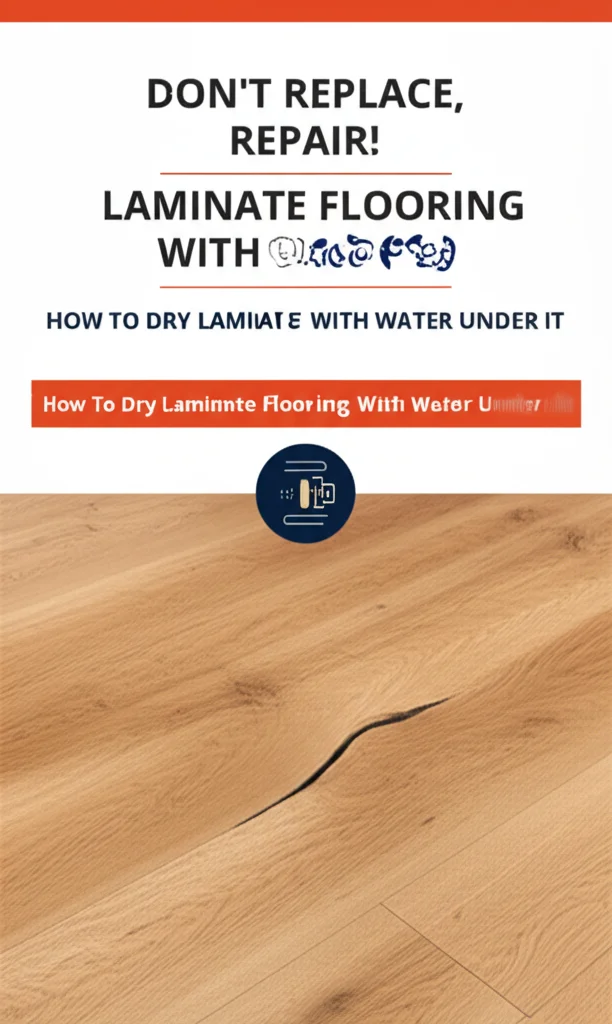 DON'T REPLACE,
REPAIR!
LAMINATE FLOORING
WITH
HOW TO DRY LAMIIAT E WITH WATER UNDER IT
How To Dry Laminnte Flooring With Weter